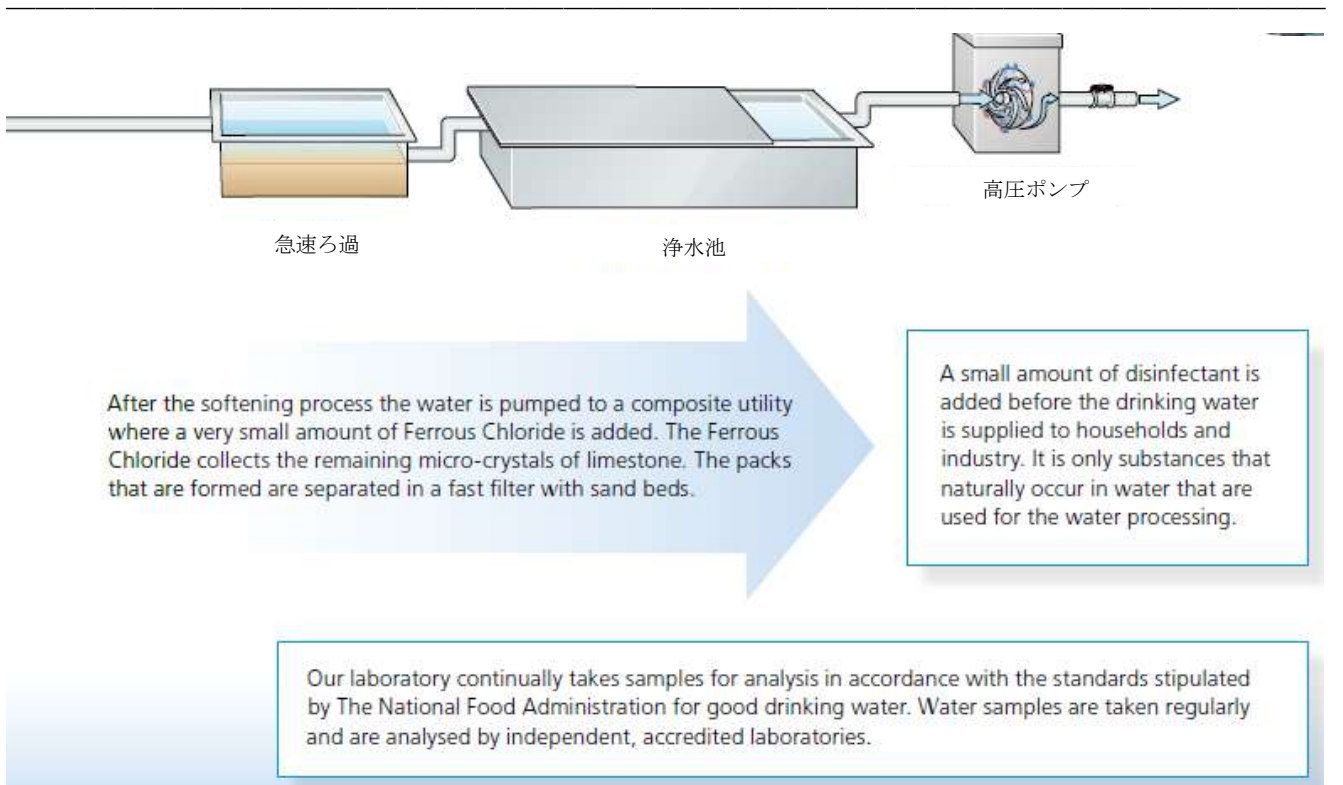 高圧ポンプ
急速ろ過
浄水池
After the softening process the water is pumped to a composite utility
where a very small amount of Ferrous Chloride is added. The Ferrous
Chloride collects the remaining micro-crystals of limestone. The packs
that are formed are separated in a fast filter with sand beds.
A small amount of disinfectant is
added before the drinking water
is supplied to households and
industry. It is only substances that
naturally occur in water that are
used for the water processing.
Our laboratory continually takes samples for analysis in accordance with the standards stipulated
by The National Food Administration for good drinking water. Water samples are taken regularly
and are analysed by independent, accredited laboratories.